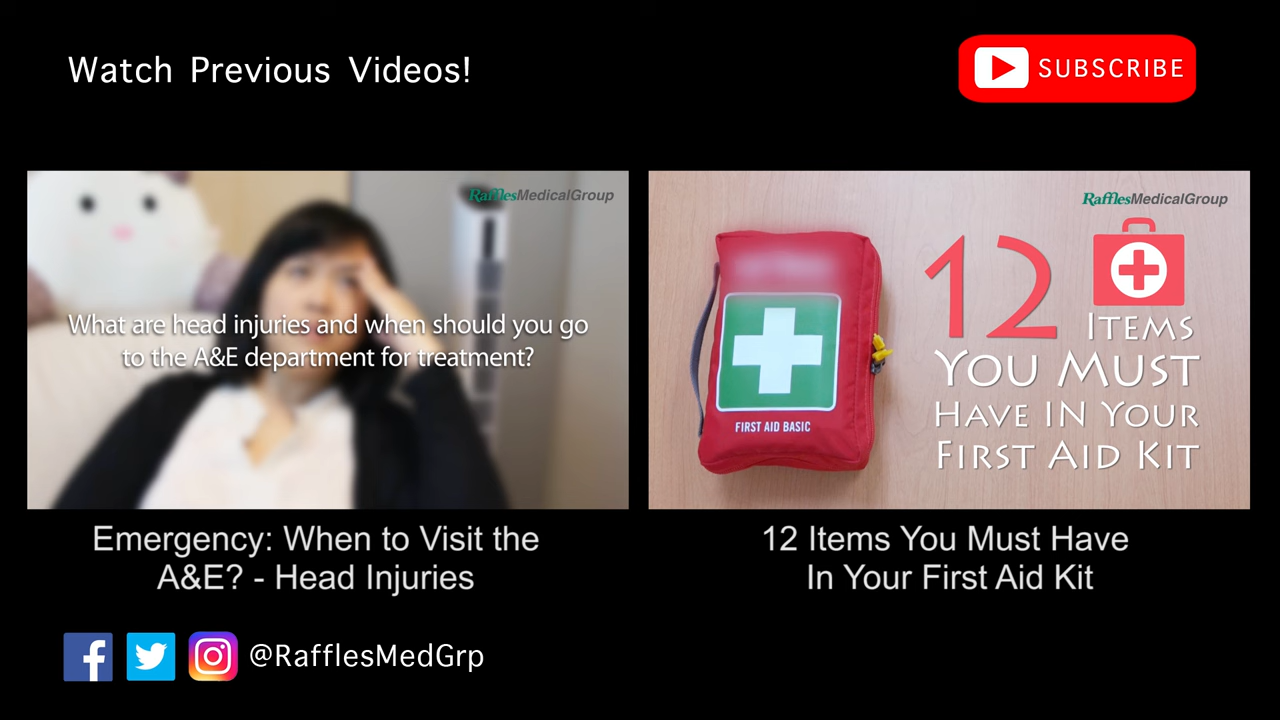 Watch Previous Videos!
SUBSCRIBE
RafflesMedicalGroup
What are head injuries and when should you go
to the A&E department for treatment?
RafflesMedicalGroup
12 ITEMS
YOU MUST
HAVE IN YOUR
FIRST AID KIT
FIRST AID BASIC
Emergency: When to Visit the
A&E? - Head Injuries
12 Items You Must Have
In Your First Aid Kit
@RafflesMedGrp